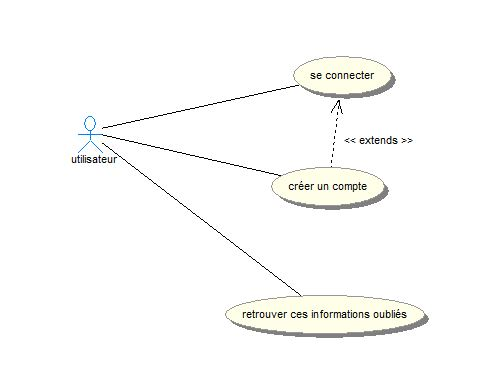 se connecter
<< extends >>
utilisateur
créer un compte
retrouver ces informations oubliés